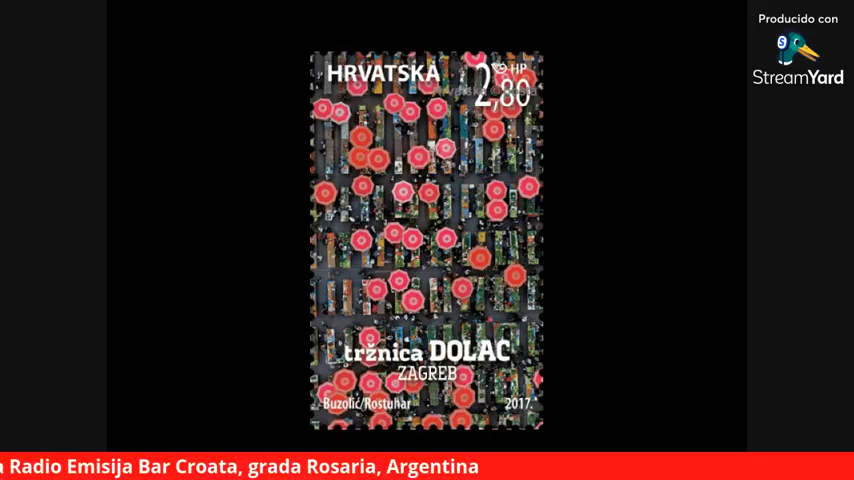 Producido con
StreamYard
HRVATSKA
HP
2,80
tržnica DOLAC
ZAGREB
Buzolić/Rostuhar
2017.
a Radio Emisija Bar Croata, grada Rosaria, Argentina